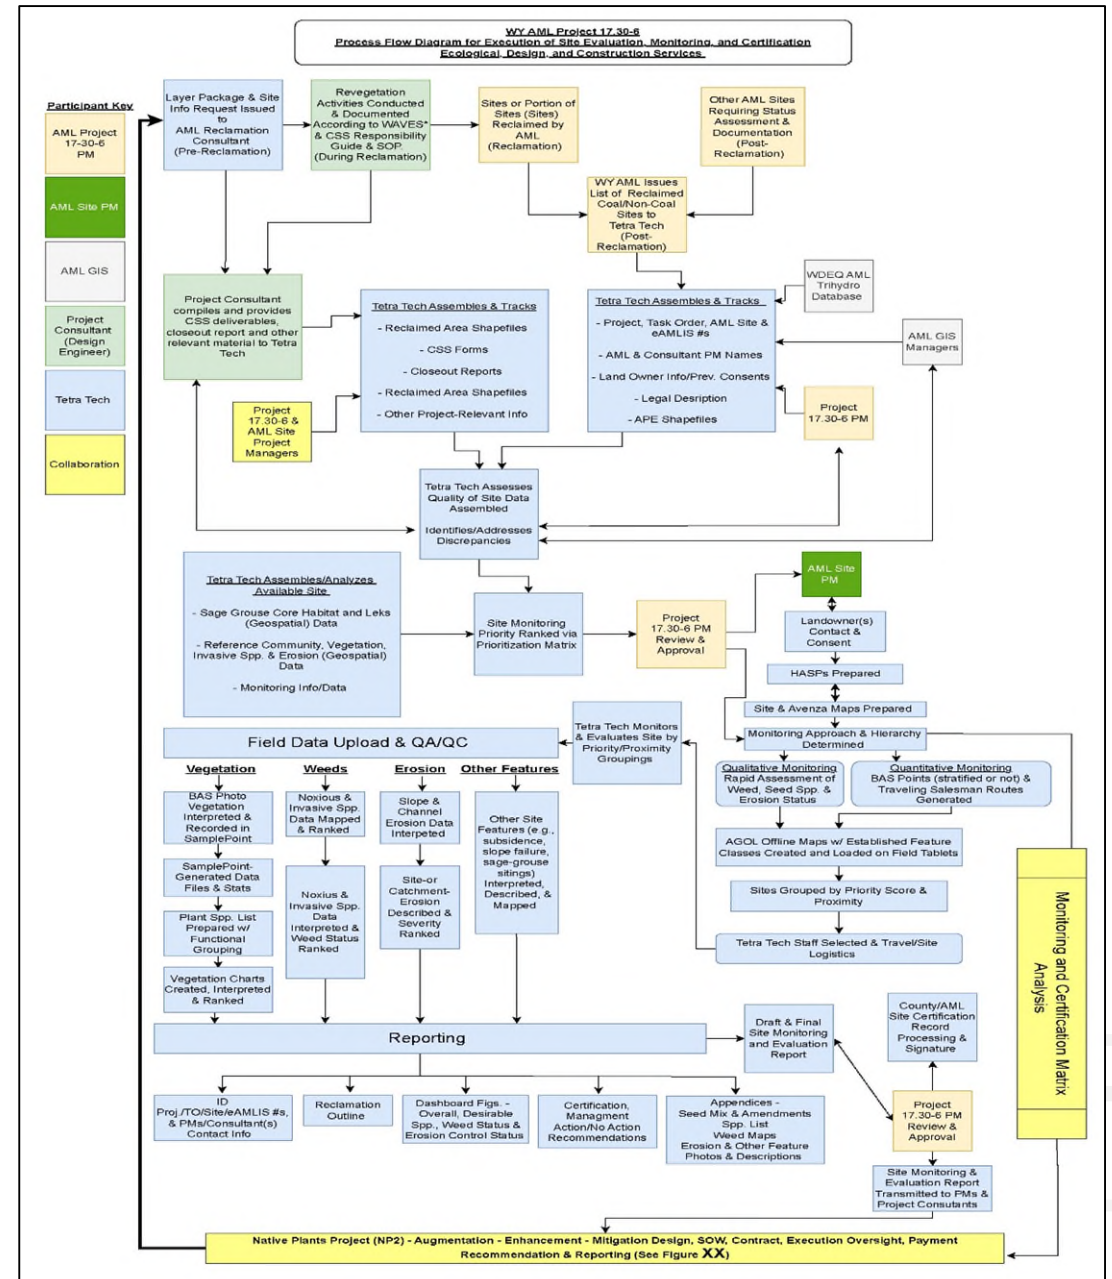 WY AML Project 17.30-6
Process Flow Diagram for Execution of Site Evaluation, Monitoring, and Certification
Ecological, Design, and Construction Services
Participant Key
AML Project
17-30-6
PM
AML Site PM
AML GIS
Project
Consultant
(Design
Engineer)
Tetra Tech
Collaboration
Layer Package & Site
Info Request Issued
to
AML Reclamation
Consultant
(Pre-Reclamation)
Revegetation
Activities Conducted
& Documented
According to WAVES*
& CSS Responsibility
Guide & SOP.
(During Reclamation)
Sites or Portion of
Sites (Sites)
Reclaimed by
AML
(Reclamation)
Other AML Sites
Requiring Status
Assessment &
Documentation
(Post-
Reclamation)
WY AML Issues
List of Reclaimed
Coal/Non-Coal
Sites to
Tetra Tech
(Post-
Reclamation)
Project Consultant
compiles and provides
CSS deliverables,
closeout report and other
relevant material to Tetra
Tech
Tetra Tech Assembles & Tracks
- Reclaimed Area Shapefiles
- CSS Forms
- Closeout Reports
- Reclaimed Area Shapefiles
- Other Project-Relevant Info
Tetra Tech Assembles & Tracks
- Project, Task Order, AML Site &
eAMLIS #s
- AML & Consultant PM Names
- Land Owner Info/Prev. Consents
- Legal Desription
- APE Shapefiles
WDEQ AML
Trihydro
Database
AML GIS
Managers
Project
17.30-6 PM
Project
17.30-6 &
AML Site
Project
Managers
Tetra Tech Assesses
Quality of Site Data
Assembled
Identifies/Addresses
Discrepancies
Tetra Tech Assembles/Analyzes
Available Site
- Sage Grouse Core Habitat and Leks
(Geospatial) Data
- Reference Community, Vegetation,
Invasive Spp. & Erosion (Geospatial)
Data
- Monitoring Info/Data
Site Monitoring
Priority Ranked via
Prioritization Matrix
Project
17.30-6 PM
Review &
Approval
AML Site
PM
Landowner(s)
Contact &
Consent
HASPs Prepared
Site & Avenza Maps Prepared
Monitoring Approach & Hierarchy
Determined
Qualitative Monitoring
Rapid Assessment of
Weed, Seed Spp. &
Erosion Status
Quantitative Monitoring
BAS Points (stratified or not) &
Traveling Salesman Routes
Generated
AGOL Offline Maps w/ Established Feature
Classes Created and Loaded on Field Tablets
Sites Grouped by Priority Score &
Proximity
Tetra Tech Staff Selected & Travel/Site
Logistics
Tetra Tech Monitors
& Evaluates Site by
Priority/Proximity
Groupings
Field Data Upload & QA/QC
Vegetation
BAS Photo
Vegetation
Interpreted &
Recorded in
SamplePoint
SamplePoint-
Generated Data
Files & Stats
Plant Spp. List
Prepared w/
Functional
Grouping
Vegetation Charts
Created, Interpreted
& Ranked
Weeds
Noxious &
Invasive Spp.
Data Mapped
& Ranked
Noxius &
Invasive Spp.
Data
Interpreted &
Weed Status
Ranked
Erosion
Slope &
Channel
Erosion Data
Interpeted
Site-or
Catchment-
Erosion
Described &
Severity
Ranked
Other Features
Other Site
Features (e.g.,
subsidence,
slope failure,
sage-grouse
sitings)
Interpreted,
Described, &
Mapped
Reporting
Draft & Final
Site Monitoring
and Evaluation
Report
County/AML
Site Certification
Record
Processing &
Signature
Project
17.30-6 PM
Review &
Approval
Site Monitoring &
Evaluation Report
Transmitted to PMs &
Project Consutants
ID
Proj./TO/Site/eAMLIS #s,
& PMs/Consultant(s)
Contact Info
Reclamation
Outline
Dashboard Figs. -
Overall, Desirable
Spp., Weed Status &
Erosion Control Status
Certification,
Managment
Action/No Action
Recommendations
Appendices -
Seed Mix & Amendments
Spp. List
Weed Maps
Erosion & Other Feature
Photos & Descriptions
Monitoring and Certification Matrix
Analysis
Native Plants Project (NP2) - Augmentation - Enhancement - Mitigation Design, SOW, Contract, Execution Oversight, Payment
Recommendation & Reporting (See Figure XX)